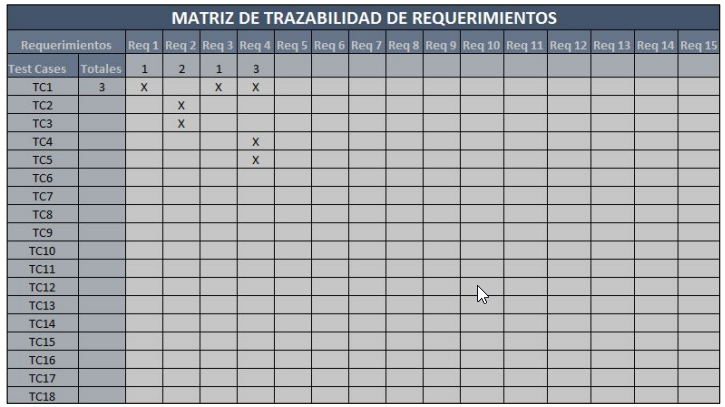 MATRIZ DE TRAZABILIDAD DE REQUERIMIENTOS
Requerimientos Req 1 Req 2 Req 3 Req 4 Req 5 Req 6 Req 7 Req 8 Req 9 Req 10 Req 11 Req 12 Req 13 Req 14 Req 15
Test Cases Totales 1 2 1 3
TC1 3 X X X
TC2 X
TC3 X
TC4 X
TC5 X
TC6
TC7
TC8
TC9
TC10
TC11
TC12
TC13
TC14
TC15
TC16
TC17
TC18